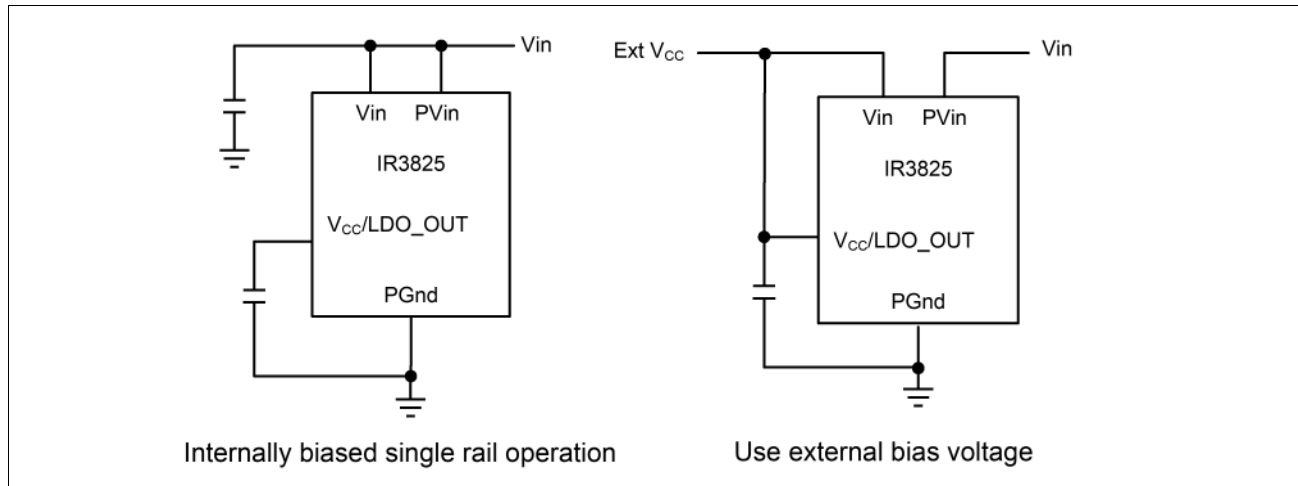 Vin
Vin PVin
IR3825
VCC/LDO_OUT
PGnd
Internally biased single rail operation
Ext VCC
Vin
Vin PVin
IR3825
VCC/LDO_OUT
PGnd
Use external bias voltage